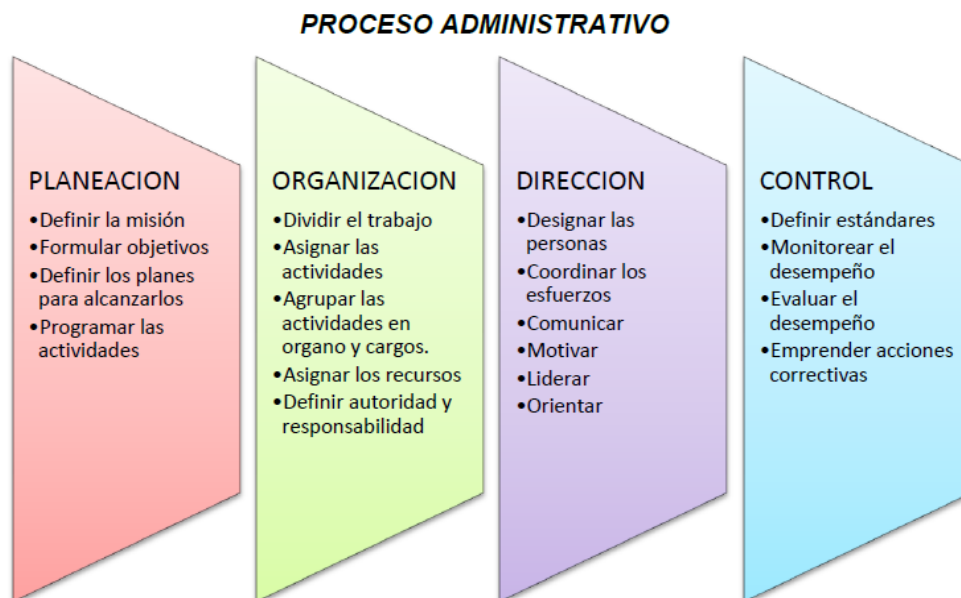 PROCESO ADMINISTRATIVO
PLANEACION
•Definir la misión
•Formular objetivos
•Definir los planes
para alcanzarlos
•Programar las
actividades
ORGANIZACION
•Dividir el trabajo
•Asignar las
actividades
•Agrupar las
actividades en
organo y cargos.
•Asignar los recursos
•Definir autoridad y
responsabilidad
DIRECCION
•Designar las
personas
•Coordinar los
esfuerzos
•Comunicar
•Motivar
•Liderar
•Orientar
CONTROL
•Definir estándares
•Monitorear el
desempeño
•Evaluar el
desempeño
•Emprender acciones
correctivas